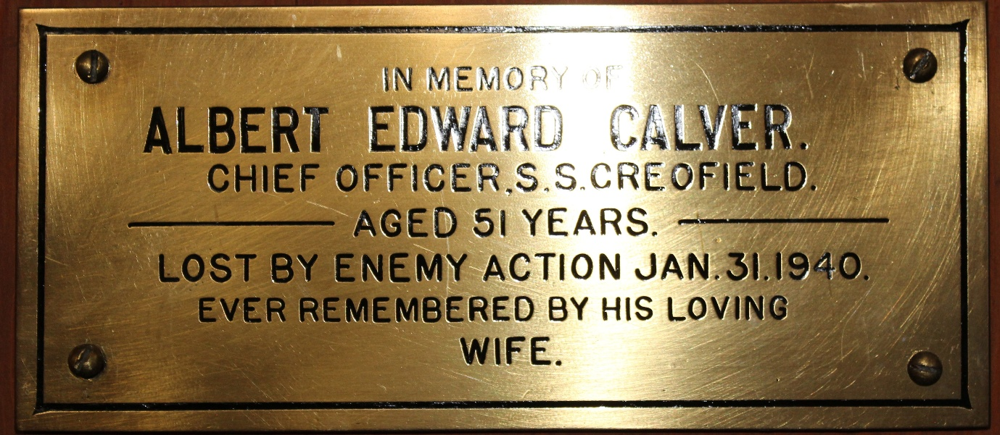 IN MEMORY OF
ALBERT EDWARD CALVER.
CHIEF OFFICER, S.S. CREOFIELD.
AGED 51 YEARS.
LOST BY ENEMY ACTION JAN. 31. 1940.
EVER REMEMBERED BY HIS LOVING
WIFE.